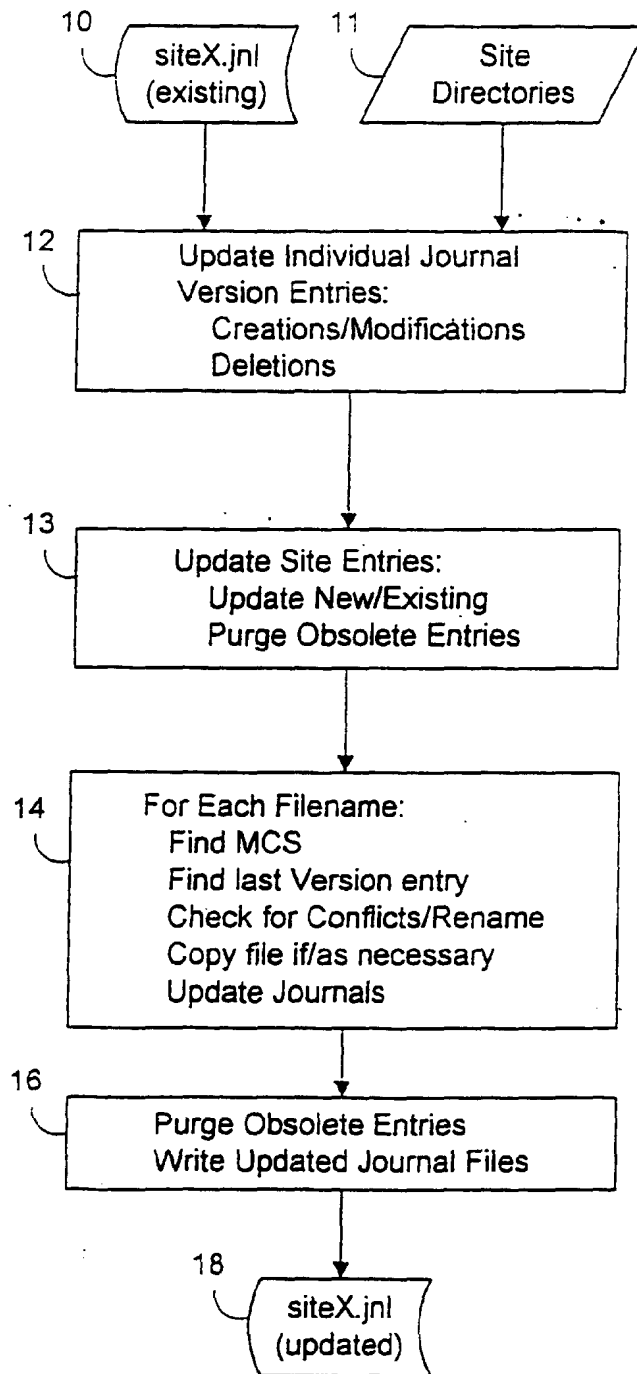 10
siteX.jnl
(existing)
11
Site
Directories
12
Update Individual Journal
Version Entries:
Creations/Modifications
Deletions
13
Update Site Entries:
Update New/Existing
Purge Obsolete Entries
14
For Each Filename:
Find MCS
Find last Version entry
Check for Conflicts/Rename
Copy file if/as necessary
Update Journals
16
Purge Obsolete Entries
Write Updated Journal Files
18
siteX.jnl
(updated)